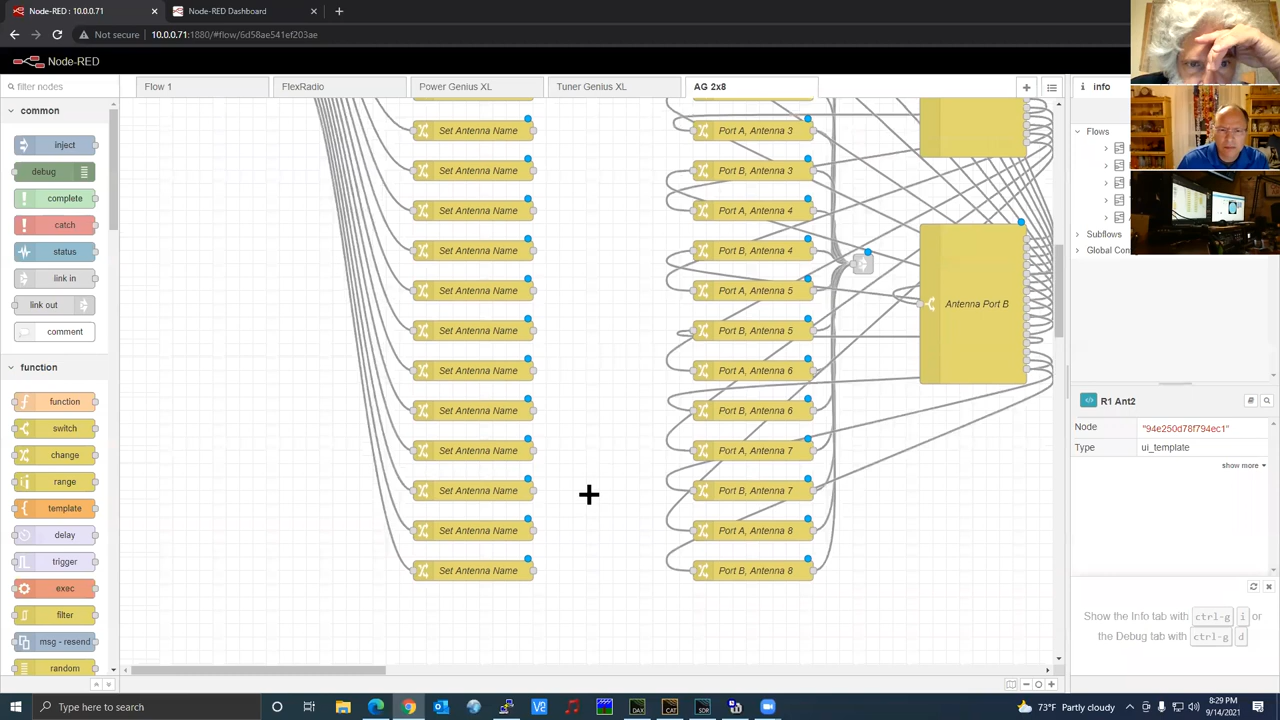 Node-RED: 10.0.0.71
Node-RED Dashboard
Not secure
10.0.0.71:1880/#flow/6d58ae541ef203ae
Node-RED
filter nodes
Flow 1
FlexRadio
Power Genius XL
Tuner Genius XL
AG 2x8
info
common
inject
debug
complete
catch
status
link in
link out
comment
function
function
switch
change
range
template
delay
trigger
exec
filter
msg - resend
random
Set Antenna Name
Set Antenna Name
Set Antenna Name
Set Antenna Name
Set Antenna Name
Set Antenna Name
Set Antenna Name
Set Antenna Name
Set Antenna Name
Set Antenna Name
Set Antenna Name
Set Antenna Name
Port A, Antenna 3
Port B, Antenna 3
Port A, Antenna 4
Port B, Antenna 4
Port A, Antenna 5
Port B, Antenna 5
Port A, Antenna 6
Port B, Antenna 6
Port A, Antenna 7
Port B, Antenna 7
Port A, Antenna 8
Port B, Antenna 8
Antenna Port B
Flows
Subflows
Global Con
R1 Ant2
Node "94e250d78f794ec1"
Type ui_template
show more
Show the Info tab with ctrl-g i or
the Debug tab with ctrl-g d
Type here to search
DAX
CAT
SDR
73°F Partly cloudy
8:29 PM
9/14/2021